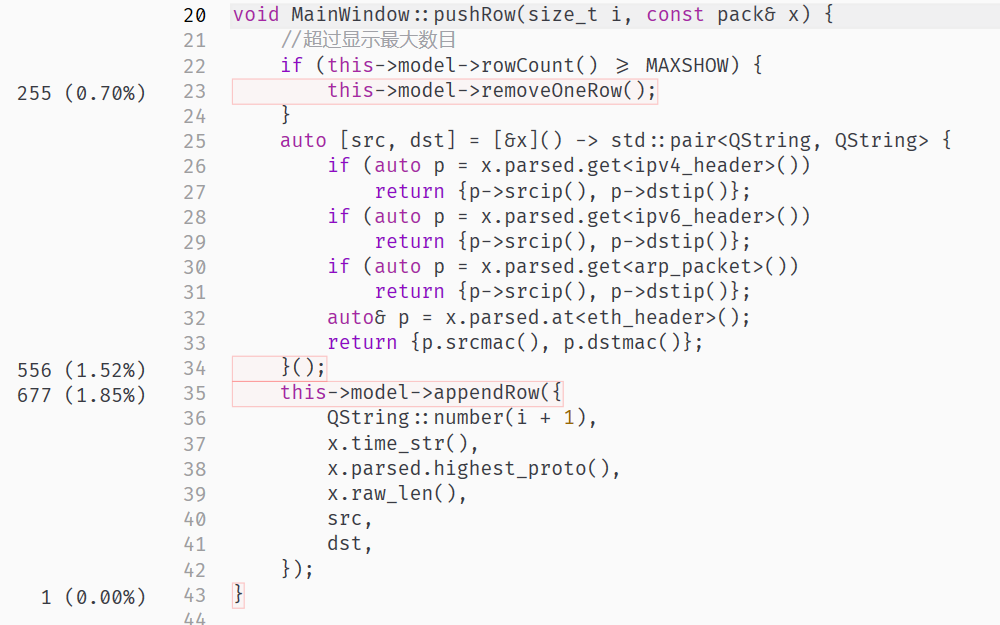 20 void MainWindow::pushRow(size_t i, const pack& x) {
21     //超过显示最大数目
22     if (this->model->rowCount() >= MAXSHOW) {
255 (0.70%) 23         this->model->removeOneRow();
24     }
25     auto [src, dst] = [&x]() -> std::pair<QString, QString> {
26         if (auto p = x.parsed.get<ipv4_header>())
27             return {p->srcip(), p->dstip()};
28         if (auto p = x.parsed.get<ipv6_header>())
29             return {p->srcip(), p->dstip()};
30         if (auto p = x.parsed.get<arp_packet>())
31             return {p->srcip(), p->dstip()};
32         auto& p = x.parsed.at<eth_header>();
33         return {p.srcmac(), p.dstmac()};
556 (1.52%) 34     }();
677 (1.85%) 35     this->model->appendRow({
36         QString::number(i + 1),
37         x.time_str(),
38         x.parsed.highest_proto(),
39         x.raw_len(),
40         src,
41         dst,
42     });
1 (0.00%) 43 }
44